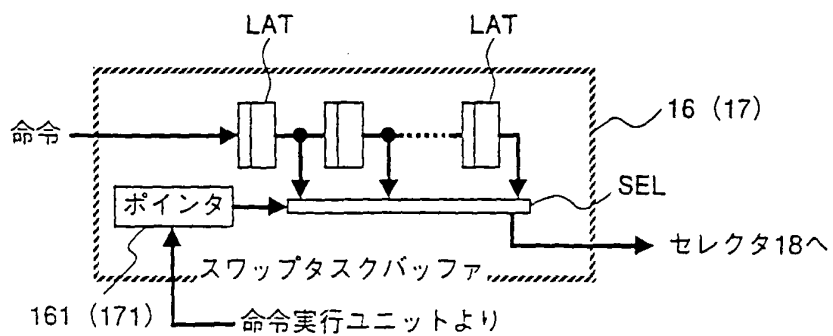 LAT
LAT
16 (17)
命令
SEL
ポインタ
セレクタ18へ
スワップタスクバッファ
161 (171)
命令実行ユニットより